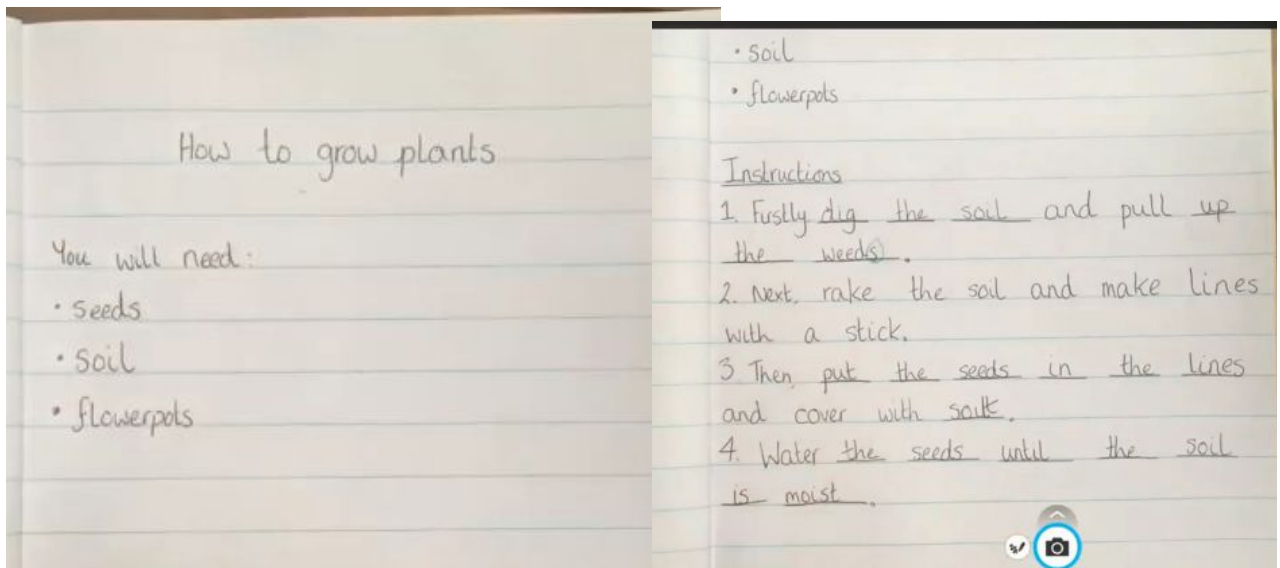 How to grow plants
You will need:
• seeds
• soil
• flowerpots
• soil
• flowerpots
Instructions
1. Fustly dig the soil and pull up
the weeds.
2. Next, rake the soil and make lines
with a stick.
3 Then, put the seeds in the lines
and cover with soil.
4. Water the seeds until the soil
is moist.